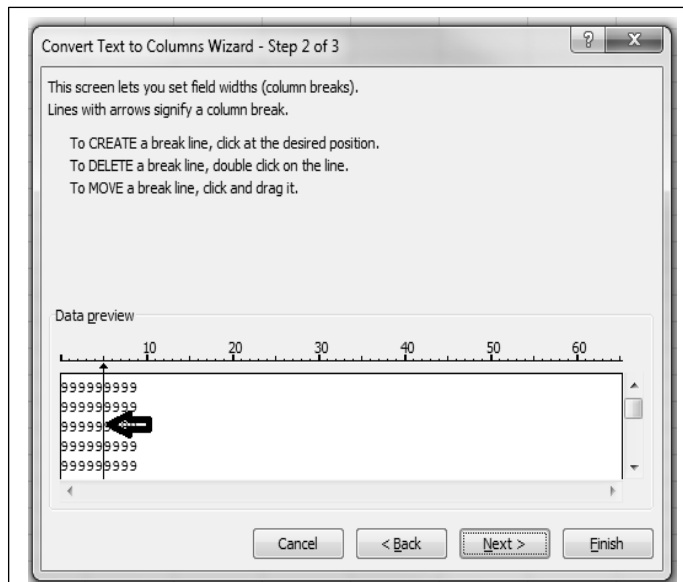 Convert Text to Columns Wizard - Step 2 of 3
This screen lets you set field widths (column breaks).
Lines with arrows signify a column break.
To CREATE a break line, click at the desired position.
To DELETE a break line, double click on the line.
To MOVE a break line, click and drag it.
Data preview
10 20 30 40 50 60
999999999
999999999
99999
999999999
999999999
Cancel < Back Next > Finish